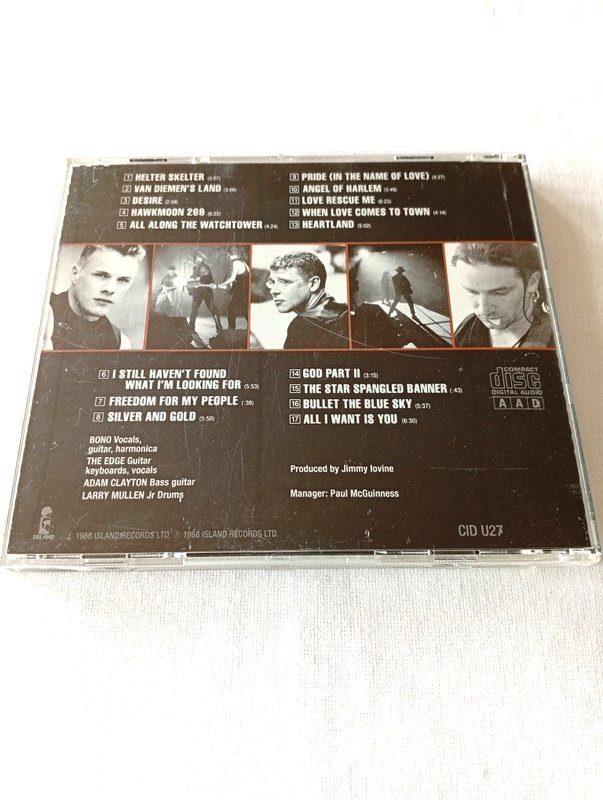 1 HELTER SKELTER (3:07)
2 VAN DIEMEN'S LAND (3:06)
3 DESIRE (2:58)
4 HAWKMOON 269 (6:22)
5 ALL ALONG THE WATCHTOWER (4:24)
9 PRIDE (IN THE NAME OF LOVE) (4:27)
10 ANGEL OF HARLEM (3:49)
11 LOVE RESCUE ME (6:23)
12 WHEN LOVE COMES TO TOWN (4:14)
13 HEARTLAND (5:02)
6 I STILL HAVEN'T FOUND
WHAT I'M LOOKING FOR (5:53)
7 FREEDOM FOR MY PEOPLE (:38)
8 SILVER AND GOLD (5:50)
14 GOD PART II (3:15)
15 THE STAR SPANGLED BANNER (:43)
16 BULLET THE BLUE SKY (5:37)
17 ALL I WANT IS YOU (6:30)
COMPACT
disc
DIGITAL AUDIO
AAD
BONO Vocals,
guitar, harmonica
THE EDGE Guitar
keyboards, vocals
ADAM CLAYTON Bass guitar
LARRY MULLEN Jr Drums
Produced by Jimmy Iovine
Manager: Paul McGuinness
ISLAND
1988 ISLAND RECORDS LTD. 1988 ISLAND RECORDS LTD.
CID U27